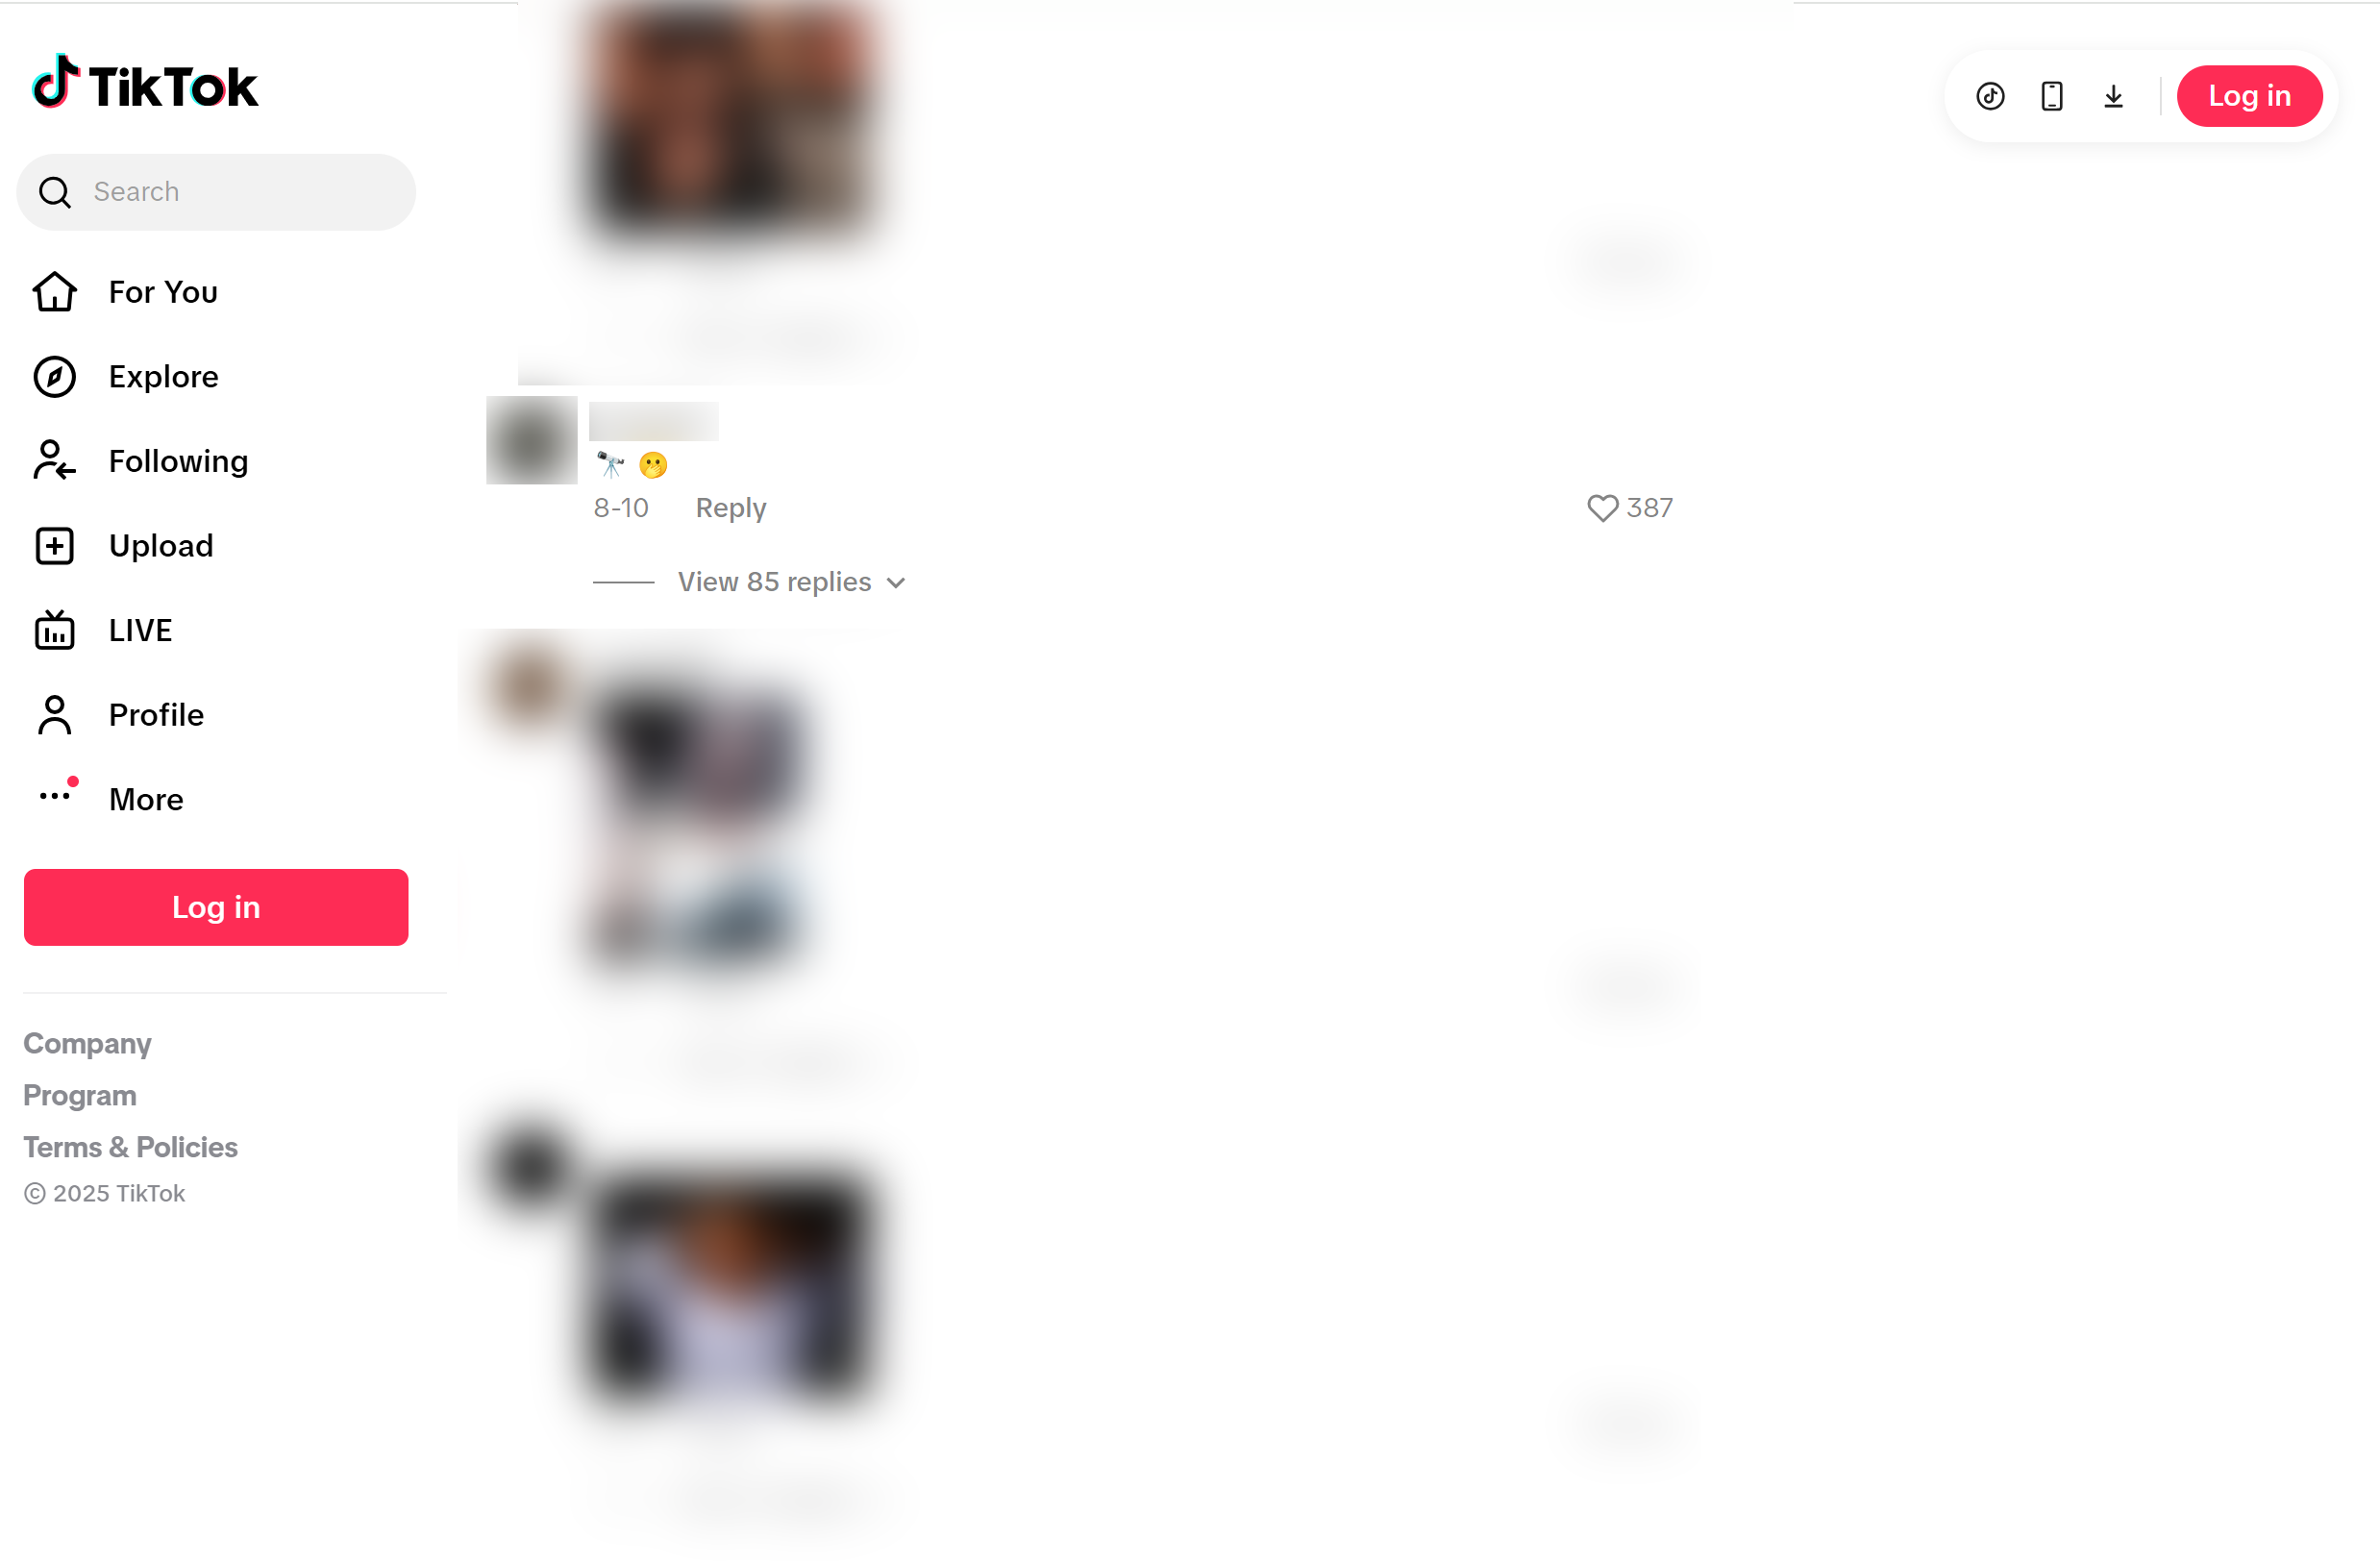 TikTok
Search
For You
Explore
Following
Upload
LIVE
Profile
More
Log in
Company
Program
Terms & Policies
© 2025 TikTok
🔭 🫢
8-10 Reply 387
View 85 replies
Log in